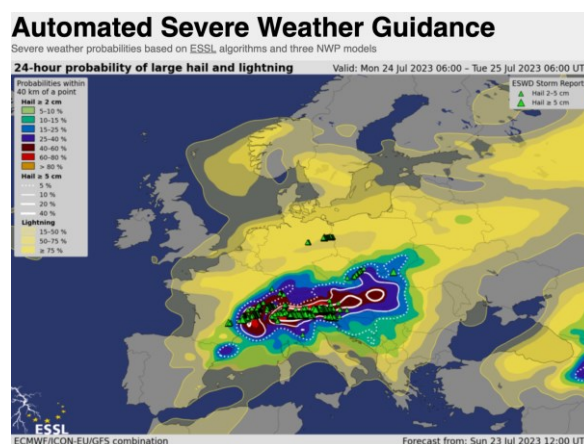 Automated Severe Weather Guidance
Severe weather probabilities based on ESSL algorithms and three NWP models
24-hour probability of large hail and lightning Valid: Mon 24 Jul 2023 06:00 – Tue 25 Jul 2023 06:00 UT
Probabilities within
40 km of a point
Hail ≥ 2 cm
5-10 %
10-15 %
15-25 %
25-40 %
40-60 %
60-80 %
> 80 %
Hail ≥ 5 cm
5 %
10 %
20 %
40 %
Lightning
15-50 %
50-75 %
≥ 75 %
ESWD Storm Report
Hail 2-5 cm
Hail ≥ 5 cm
ESSL
ECMWF/ICON-EU/GFS combination Forecast from: Sun 23 Jul 2023 12:00 UT